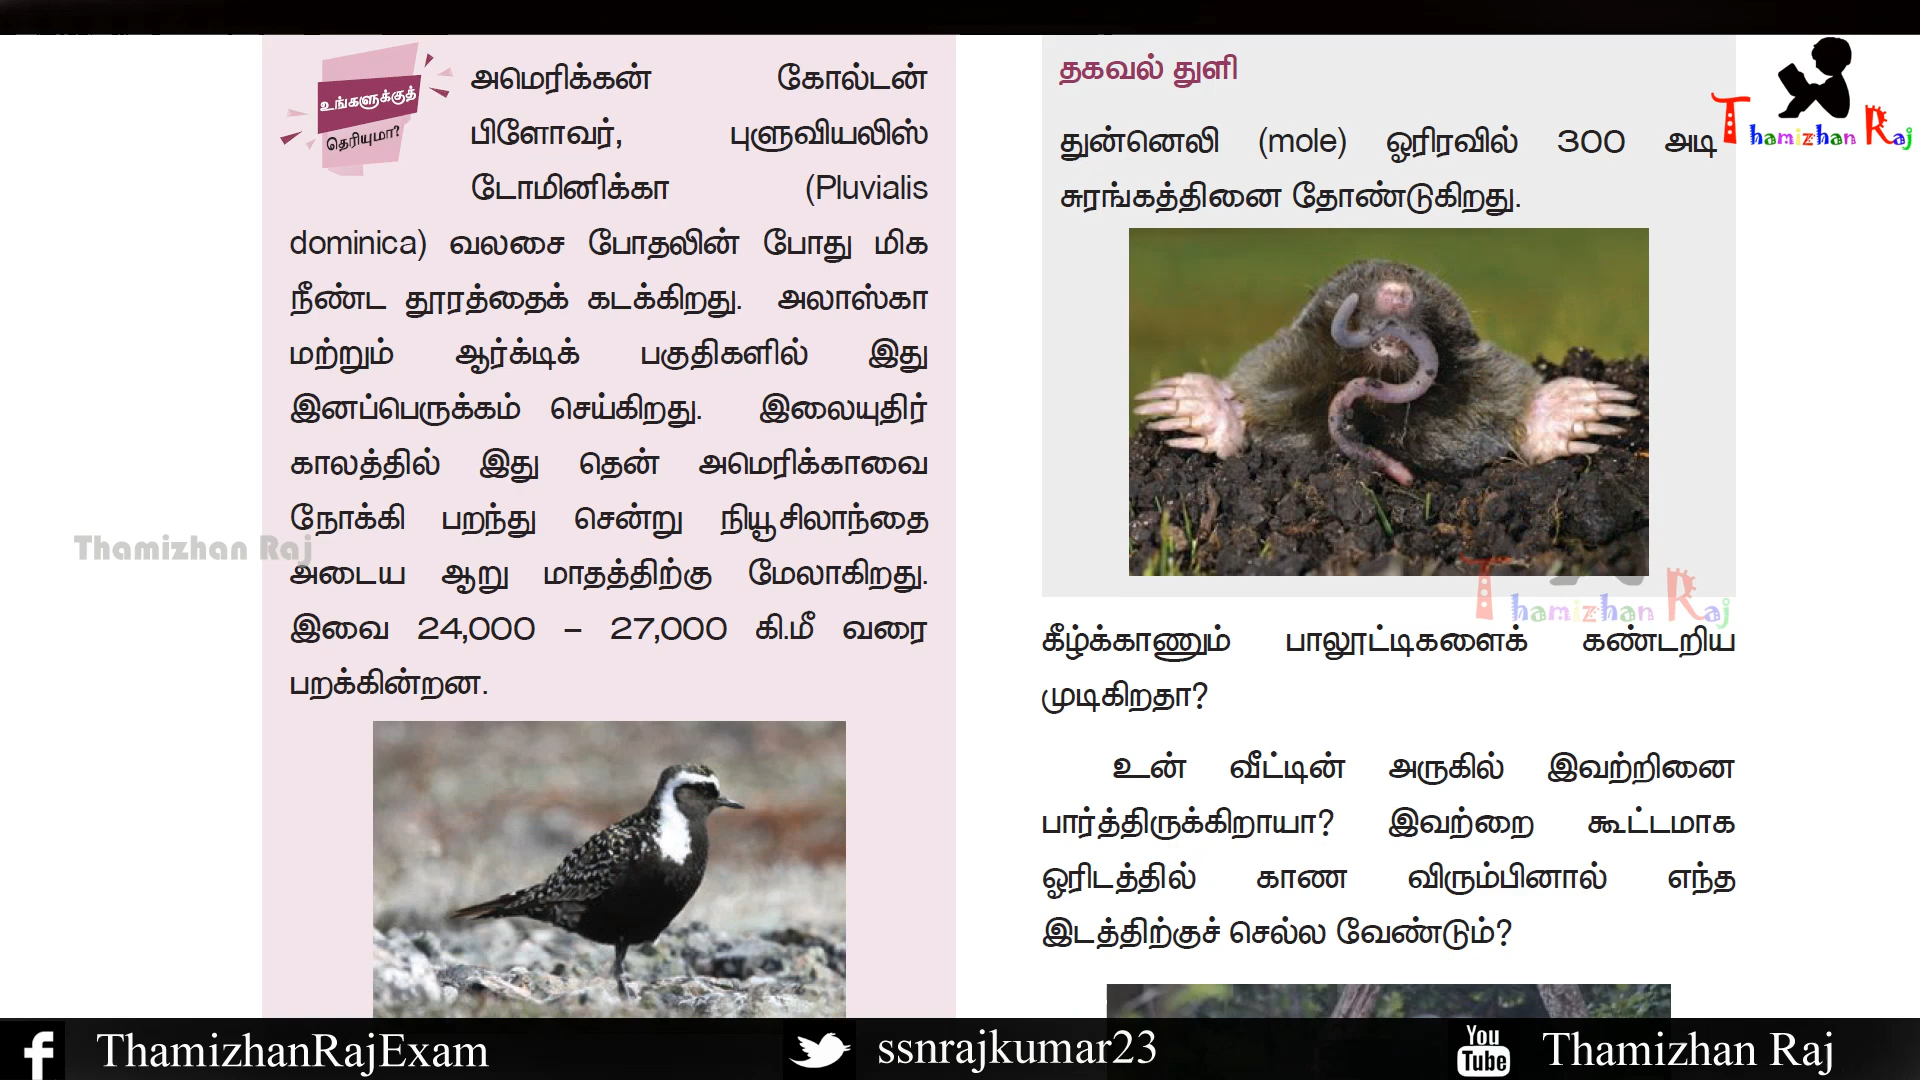 உங்களுக்குத்
தெரியுமா?
அமெரிக்கன் கோல்டன்
பிளோவர், புளுவியலிஸ்
டோமினிக்கா (Pluvialis
dominica) வலசை போதலின் போது மிக
நீண்ட தூரத்தைக் கடக்கிறது. அலாஸ்கா
மற்றும் ஆர்க்டிக் பகுதிகளில் இது
இனப்பெருக்கம் செய்கிறது. இலையுதிர்
காலத்தில் இது தென் அமெரிக்காவை
நோக்கி பறந்து சென்று நியூசிலாந்தை
அடைய ஆறு மாதத்திற்கு மேலாகிறது.
இவை 24,000 – 27,000 கி.மீ வரை
பறக்கின்றன.
Thamizhan Raj
தகவல் துளி
துன்னெலி (mole) ஓரிரவில் 300 அடி
சுரங்கத்தினை தோண்டுகிறது.
Thamizhan Raj
Thamizhan Raj
கீழ்க்காணும் பாலூட்டிகளைக் கண்டறிய
முடிகிறதா?
உன் வீட்டின் அருகில் இவற்றினை
பார்த்திருக்கிறாயா? இவற்றை கூட்டமாக
ஓரிடத்தில் காண விரும்பினால் எந்த
இடத்திற்குச் செல்ல வேண்டும்?
f ThamizhanRajExam
ssnrajkumar23
You Tube Thamizhan Raj